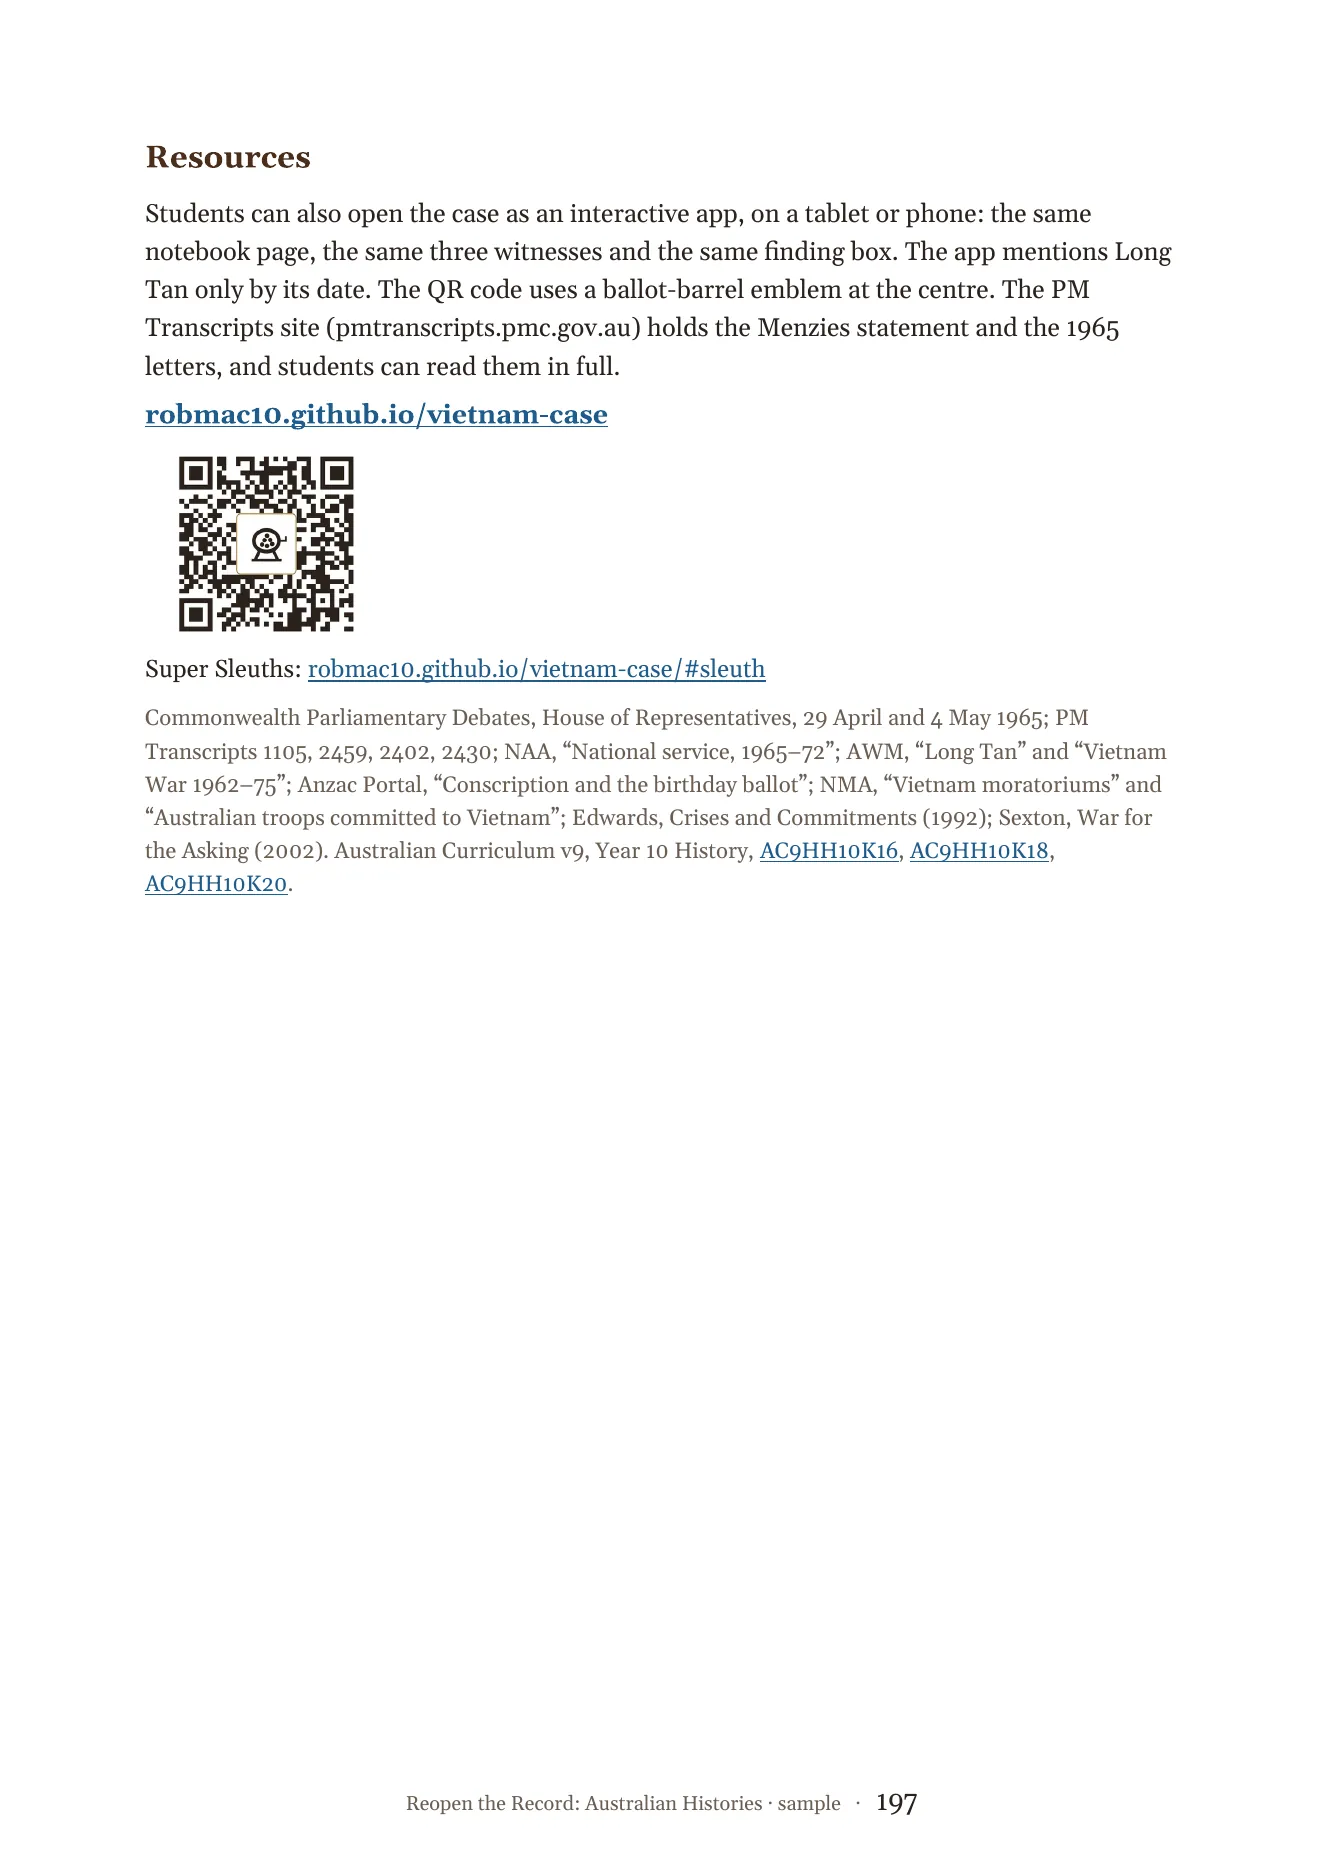 Resources
Students can also open the case as an interactive app, on a tablet or phone: the same
notebook page, the same three witnesses and the same finding box. The app mentions Long
Tan only by its date. The QR code uses a ballot-barrel emblem at the centre. The PM
Transcripts site (pmtranscripts.pmc.gov.au) holds the Menzies statement and the 1965
letters, and students can read them in full.
robmac10.github.io/vietnam-case
Super Sleuths: robmac10.github.io/vietnam-case/#sleuth
Commonwealth Parliamentary Debates, House of Representatives, 29 April and 4 May 1965; PM
Transcripts 1105, 2459, 2402, 2430; NAA, “National service, 1965–72”; AWM, “Long Tan” and “Vietnam
War 1962–75”; Anzac Portal, “Conscription and the birthday ballot”; NMA, “Vietnam moratoriums” and
“Australian troops committed to Vietnam”; Edwards, Crises and Commitments (1992); Sexton, War for
the Asking (2002). Australian Curriculum v9, Year 10 History, AC9HH10K16, AC9HH10K18,
AC9HH10K20.
Reopen the Record: Australian Histories · sample · 197